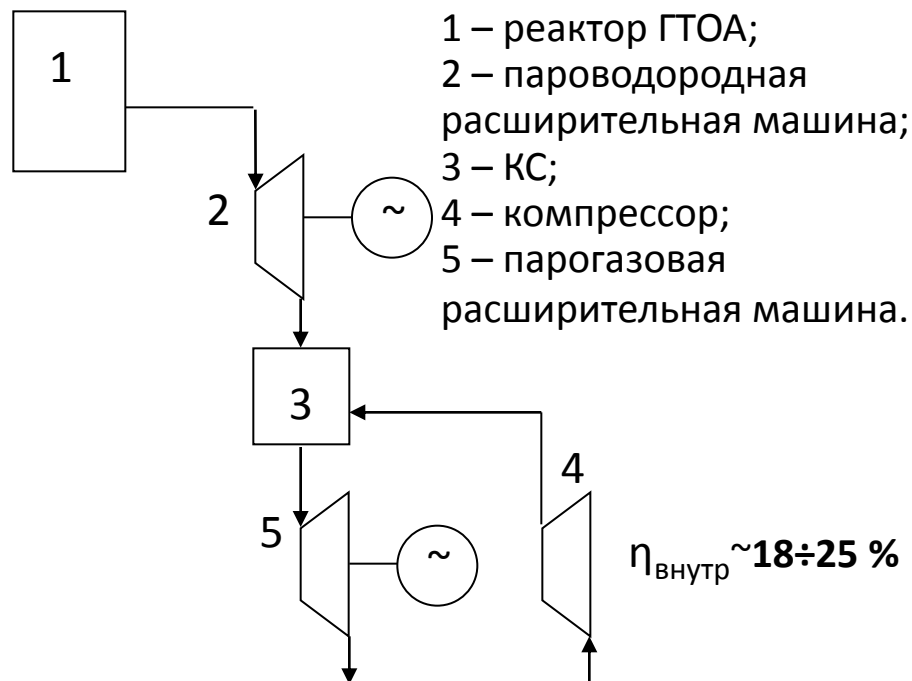 1
1 – реактор ГТОА;
2 – пароводородная
расширительная машина;
3 – КС;
4 – компрессор;
5 – парогазовая
расширительная машина.
2
~
3
4
5
~
ηвнутр~18÷25 %